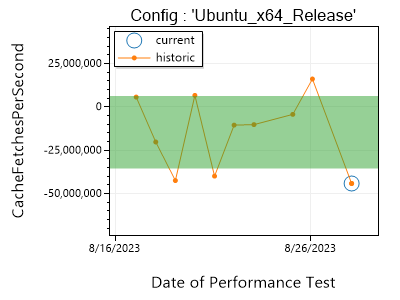 Config : 'Ubuntu_x64_Release'
current
historic
25,000,000
0
-25,000,000
-50,000,000
CacheFetchesPerSecond
8/16/2023
8/26/2023
Date of Performance Test